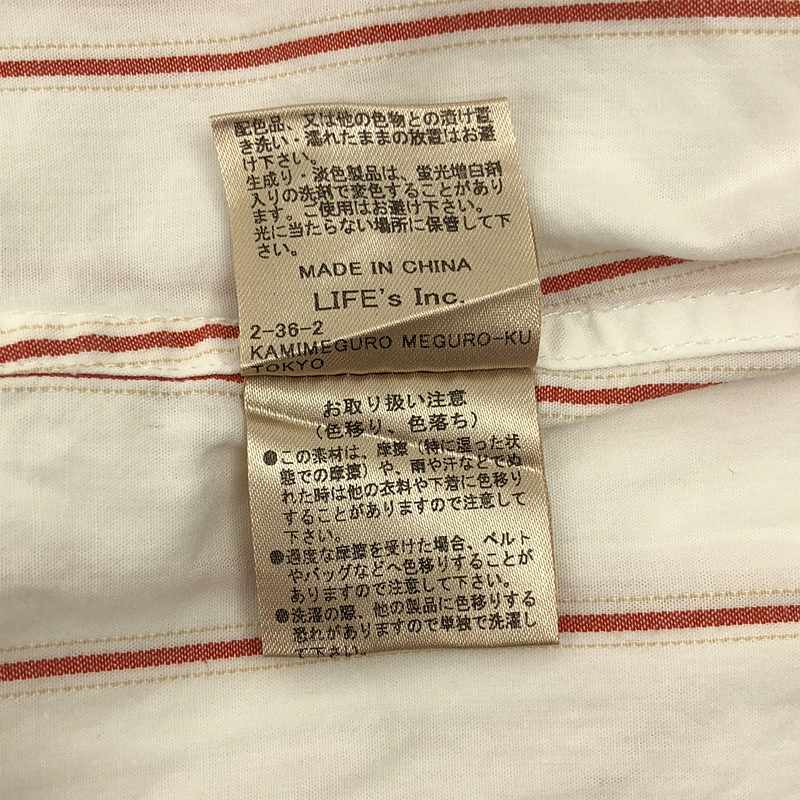 配色品、又は他の色物との漬け置
き洗い・濡れたままの放置はお避
け下さい。
生成り・淡色製品は、蛍光増白剤
入りの洗剤で変色することがあり
ます。ご使用はお避け下さい。
光に当たらない場所に保管して下
さい。
MADE IN CHINA
LIFE's Inc.
2-36-2
KAMIMEGURO MEGURO-KU
TOKYO
お取り扱い注意
(色移り、色落ち)
●この素材は、摩擦(特に湿った状
態での摩擦)や、雨や汗などでぬ
れた時は他の衣料や下着に色移り
することがありますので注意して
下さい。
●過度な摩擦を受けた場合、ベルト
やバッグなどへ色移りすることが
ありますので注意して下さい。
●洗濯の際、他の製品に色移りする
恐れがありますので単独で洗濯し
て下さい。